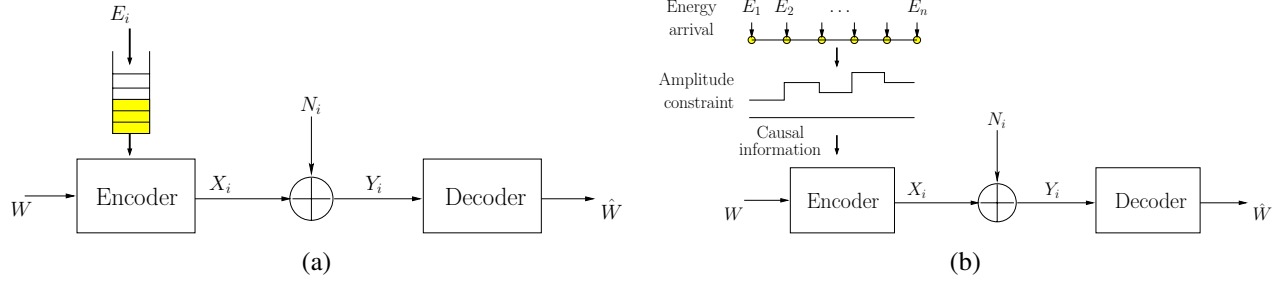 E_i
N_i
W
Encoder
X_i
Y_i
Decoder
Ŵ
(a)
Energy arrival
E_1 E_2 ... E_n
Amplitude constraint
Causal information
N_i
W
Encoder
X_i
Y_i
Decoder
Ŵ
(b)